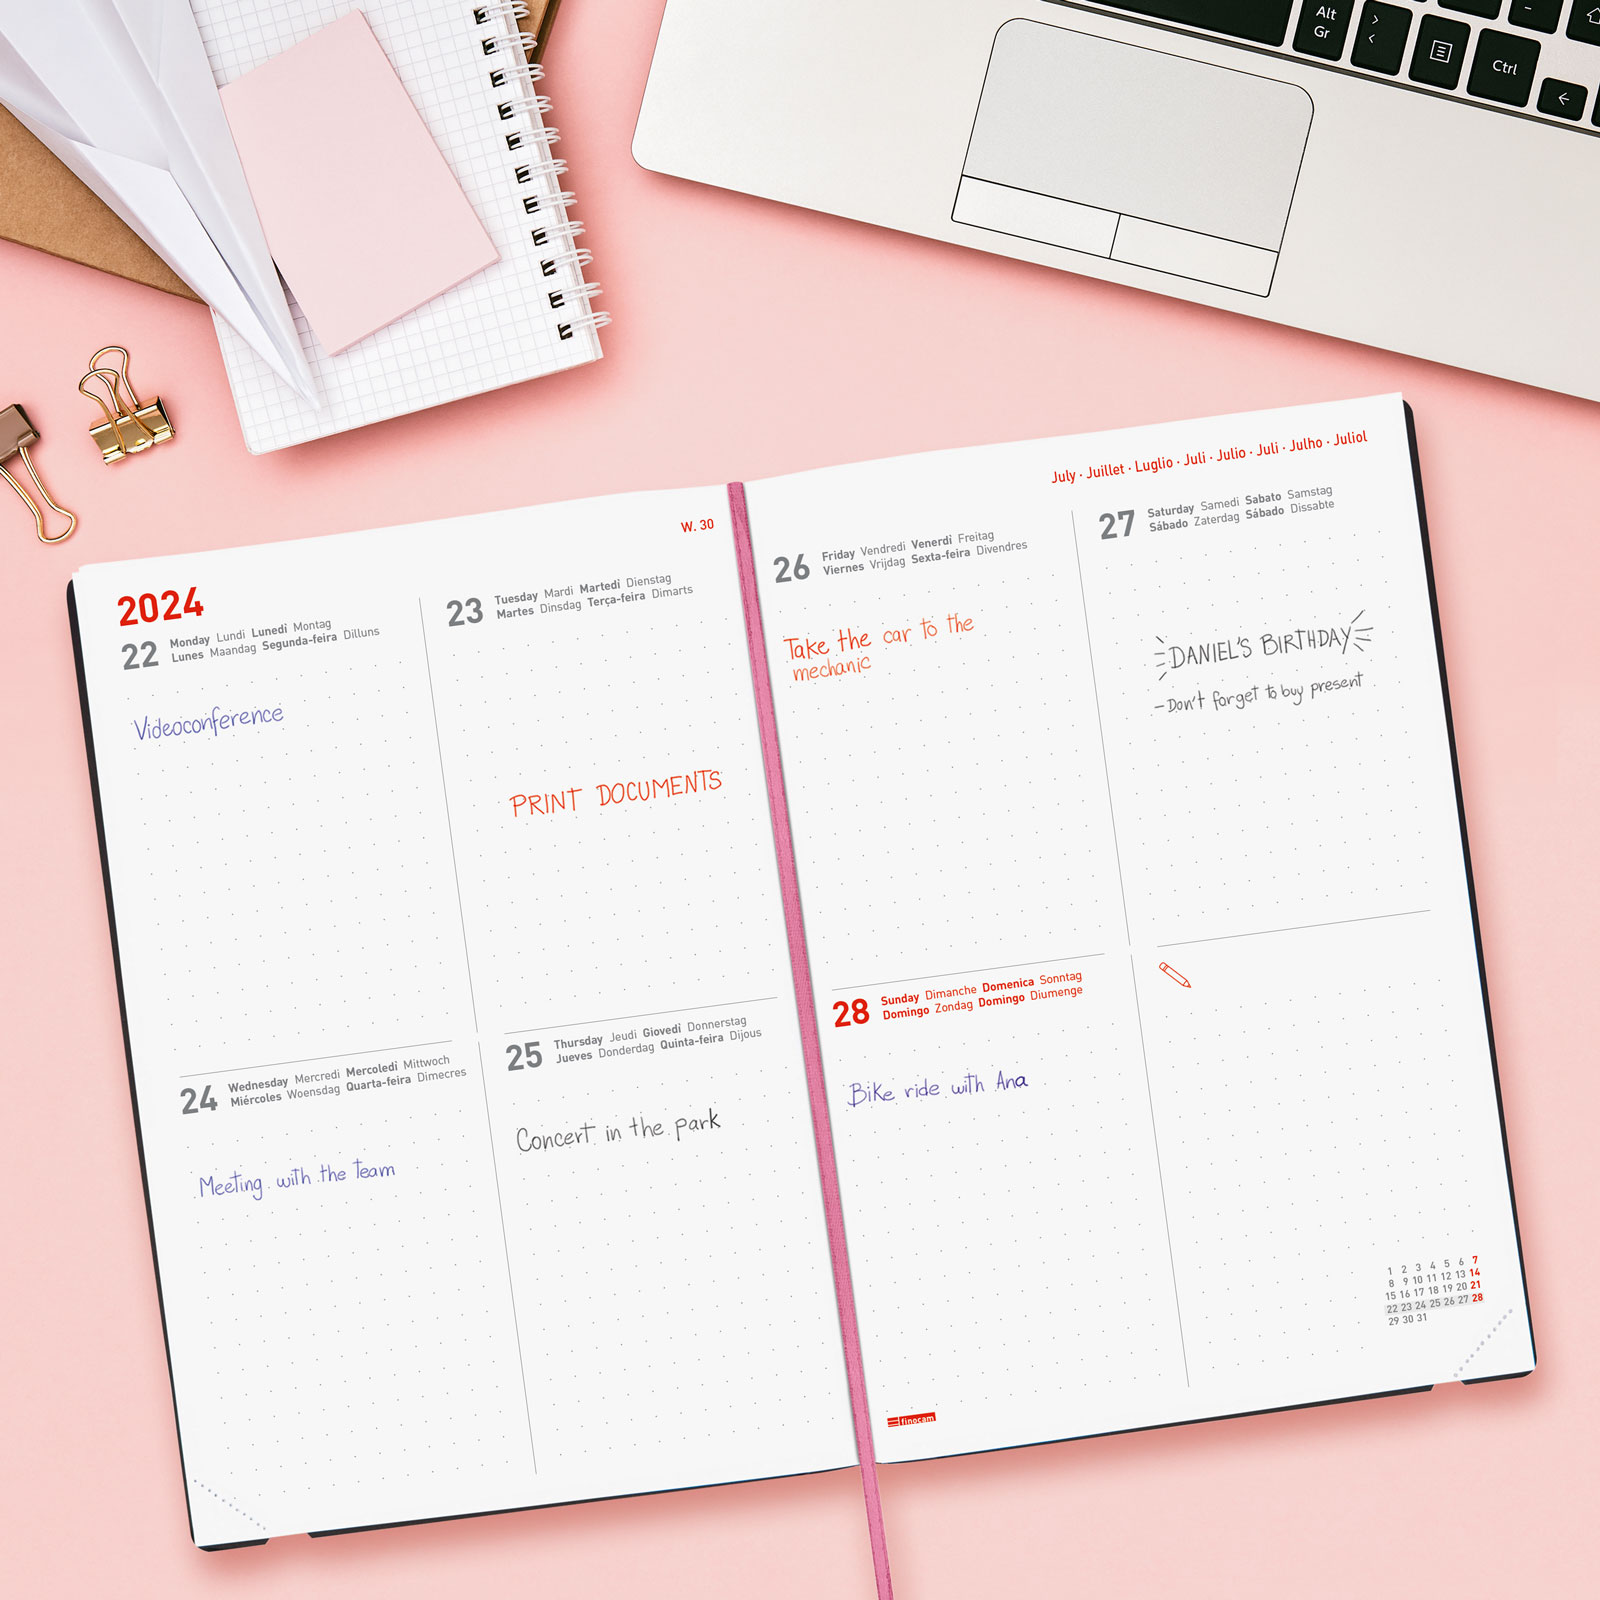 Alt
Gr
>
<
Ctrl
W. 30
2024
22 Monday Lundi Lunedì Montag
Lunes Maandag Segunda-feira Dilluns
Videoconference
23 Tuesday Mardi Martedì Dienstag
Martes Dinsdag Terça-feira Dimarts
PRINT DOCUMENTS
24 Wednesday Mercredi Mercoledì Mittwoch
Miércoles Woensdag Quarta-feira Dimecres
Meeting with the team
25 Thursday Jeudi Giovedì Donnerstag
Jueves Donderdag Quinta-feira Dijous
Concert in the park
July · Juillet · Luglio · Juli · Julio · Juli · Julho · Juliol
26 Friday Vendredi Venerdì Freitag
Viernes Vrijdag Sexta-feira Divendres
Take the car to the
mechanic
27 Saturday Samedi Sabato Samstag
Sábado Zaterdag Sábado Dissabte
DANIEL'S BIRTHDAY
- Don't forget to buy present
28 Sunday Dimanche Domenica Sonntag
Domingo Zondag Domingo Diumenge
Bike ride with Ana
1 2 3 4 5 6 7
8 9 10 11 12 13 14
15 16 17 18 19 20 21
22 23 24 25 26 27 28
29 30 31
finocam